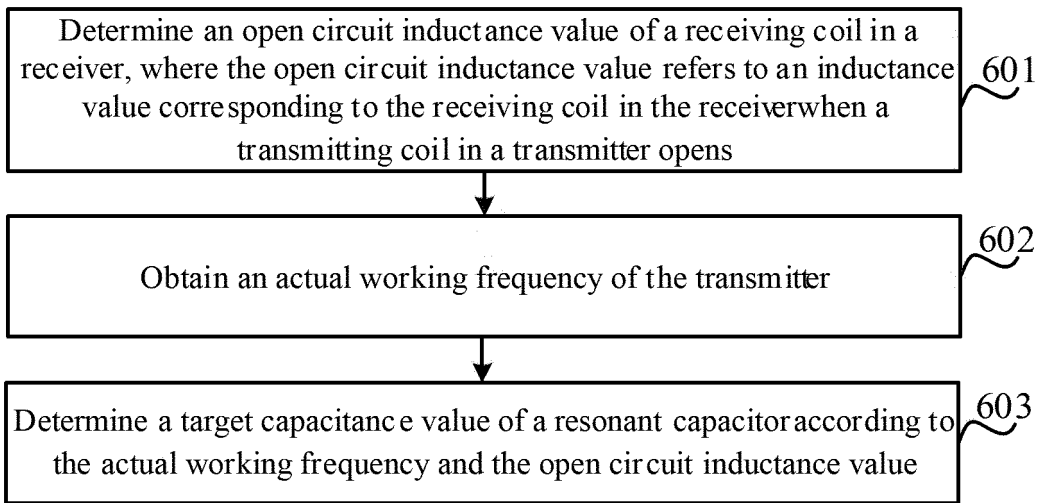 Determine an open circuit inductance value of a receiving coil in a
receiver, where the open circuit inductance value refers to an inductance
value corresponding to the receiving coil in the receiverwhen a
transmitting coil in a transmitter opens
601
Obtain an actual working frequency of the transmitter
602
Determine a target capacitance value of a resonant capacitoraccording to
the actual working frequency and the open circuit inductance value
603